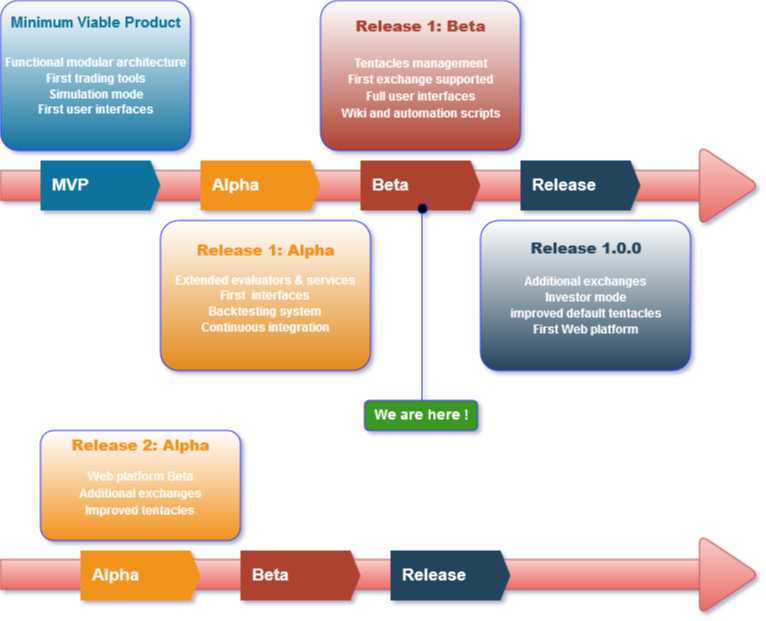 Minimum Viable Product
Functional modular architecture
First trading tools
Simulation mode
First user interfaces
Release 1: Beta
Tentacles management
First exchange supported
Full user interfaces
Wiki and automation scripts
MVP
Alpha
Beta
Release
Release 1: Alpha
Extended evaluators & services
First interfaces
Backtesting system
Continuous integration
Release 1.0.0
Additional exchanges
Investor mode
improved default tentacles
First Web platform
We are here !
Release 2: Alpha
Web platform Beta
Additional exchanges
Improved tentacles
Alpha
Beta
Release